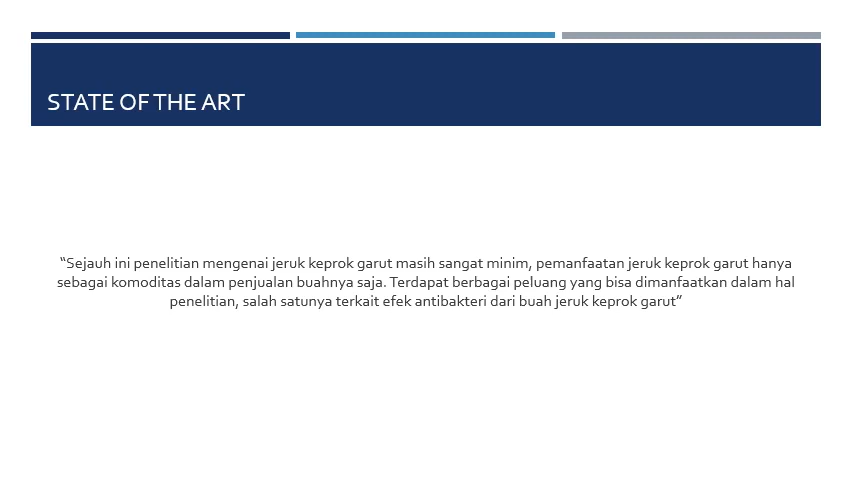 STATE OF THE ART
“Sejauh ini penelitian mengenai jeruk keprok garut masih sangat minim, pemanfaatan jeruk keprok garut hanya
sebagai komoditas dalam penjualan buahnya saja. Terdapat berbagai peluang yang bisa dimanfaatkan dalam hal
penelitian, salah satunya terkait efek antibakteri dari buah jeruk keprok garut”